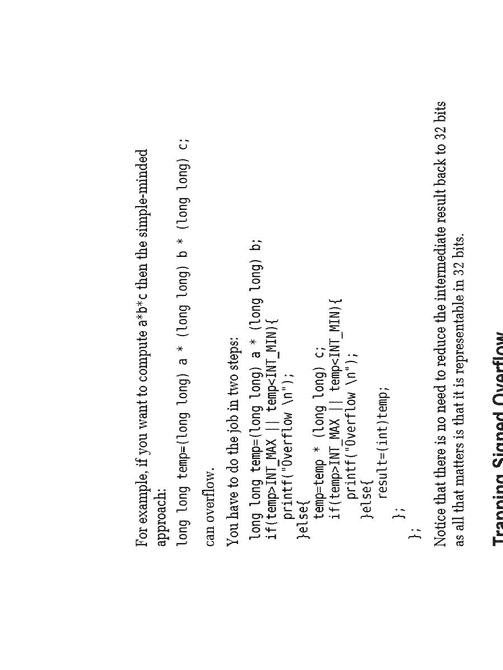 For example, if you want to compute a*b*c then the simple-minded
approach:
long long temp=(long long) a * (long long) b * (long long) c;
can overflow.
You have to do the job in two steps:
long long temp=(long long) a * (long long) b;
if(temp>INT_MAX || temp<INT_MIN){
printf("Overflow \n");
}else{
temp=temp * (long long) c;
if(temp>INT_MAX || temp<INT_MIN){
printf("Overflow \n");
}else{
result=(int)temp;
};
};
Notice that there is no need to reduce the intermediate result back to 32 bits
as all that matters is that it is representable in 32 bits.
Trapping Signed Overflow